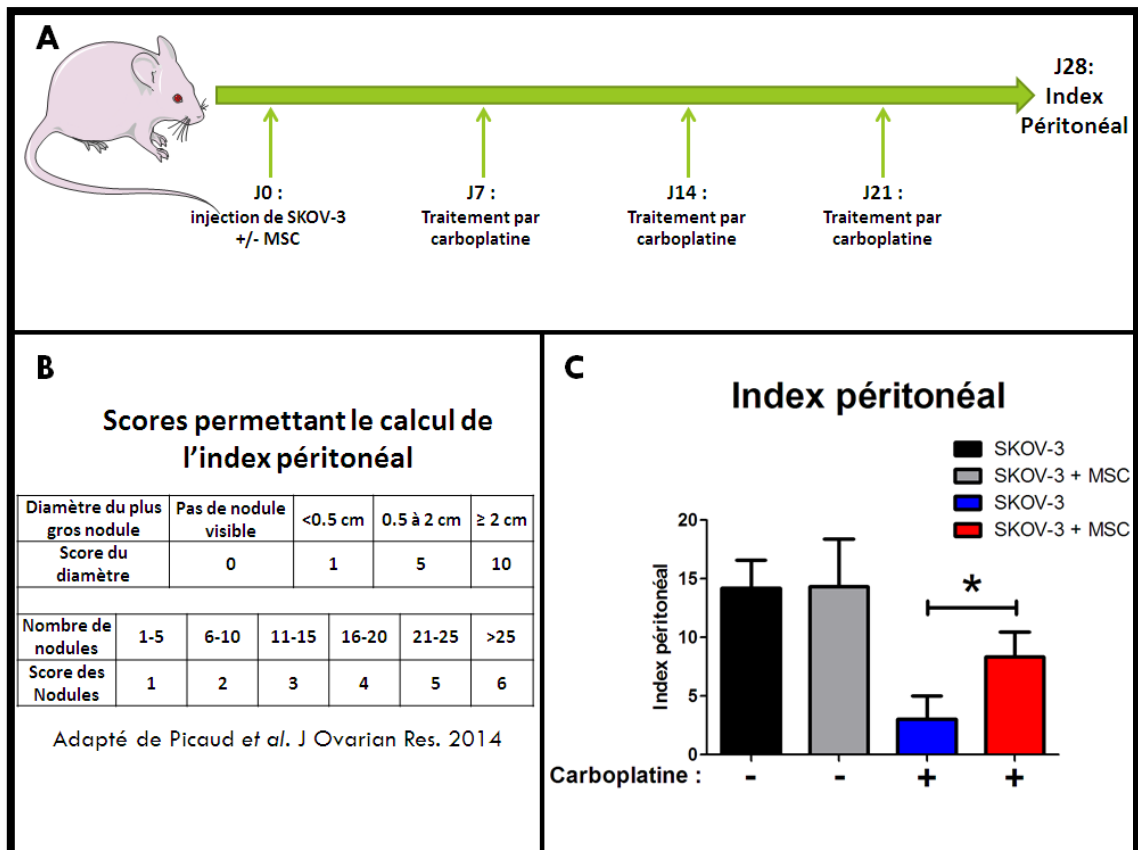 A
J0 :
injection de SKOV-3
+/- MSC
J7 :
Traitement par
carboplatine
J14 :
Traitement par
carboplatine
J21 :
Traitement par
carboplatine
J28:
Index
Péritonéal
B
Scores permettant le calcul de
l'index péritonéal
Diamètre du plus gros nodule Pas de nodule visible <0.5 cm 0.5 à 2 cm ≥ 2 cm
Score du diamètre 0 1 5 10
Nombre de nodules 1-5 6-10 11-15 16-20 21-25 >25
Score des Nodules 1 2 3 4 5 6
Adapté de Picaud et al. J Ovarian Res. 2014
C
Index péritonéal
SKOV-3
SKOV-3 + MSC
SKOV-3
SKOV-3 + MSC
Index péritonéal
20
15
10
5
0
*
Carboplatine : - - + +